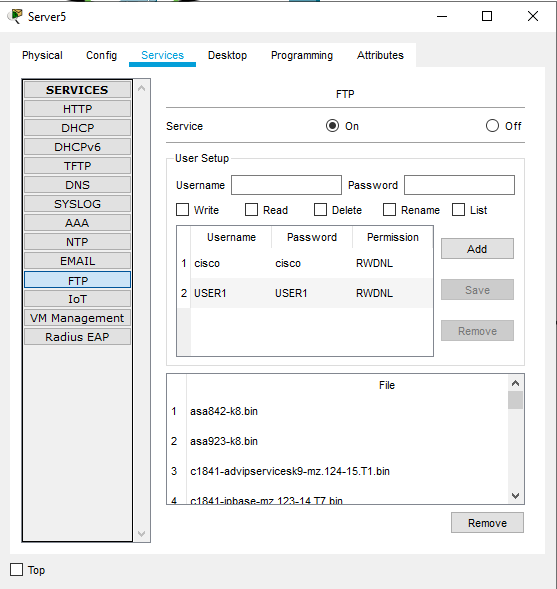 Server5
Physical Config Services Desktop Programming Attributes
SERVICES
HTTP
DHCP
DHCPv6
TFTP
DNS
SYSLOG
AAA
NTP
EMAIL
FTP
IoT
VM Management
Radius EAP
FTP
Service On Off
User Setup
Username Password
Write Read Delete Rename List
Username Password Permission
1 cisco cisco RWDNL
2 USER1 USER1 RWDNL
Add
Save
Remove
File
1 asa842-k8.bin
2 asa923-k8.bin
3 c1841-advipservicesk9-mz.124-15.T1.bin
4 c1841-ipbase-mz.123-14.T7.bin
Remove
Top